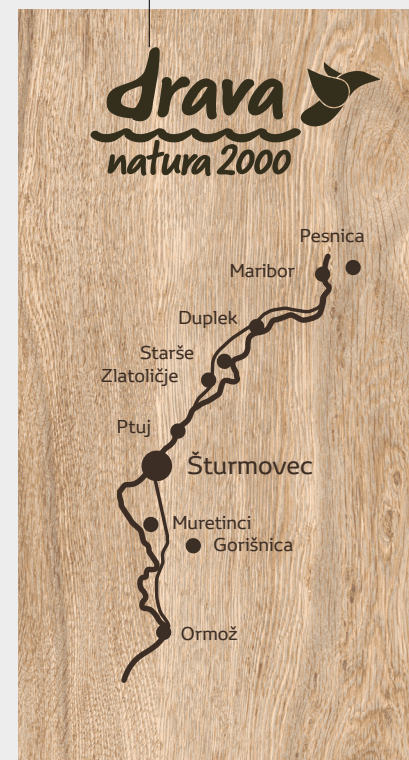 drava
natura 2000
Pesnica
Maribor
Duplek
Starše
Zlatoličje
Ptuj
Šturmovec
Muretinci
Gorišnica
Ormož